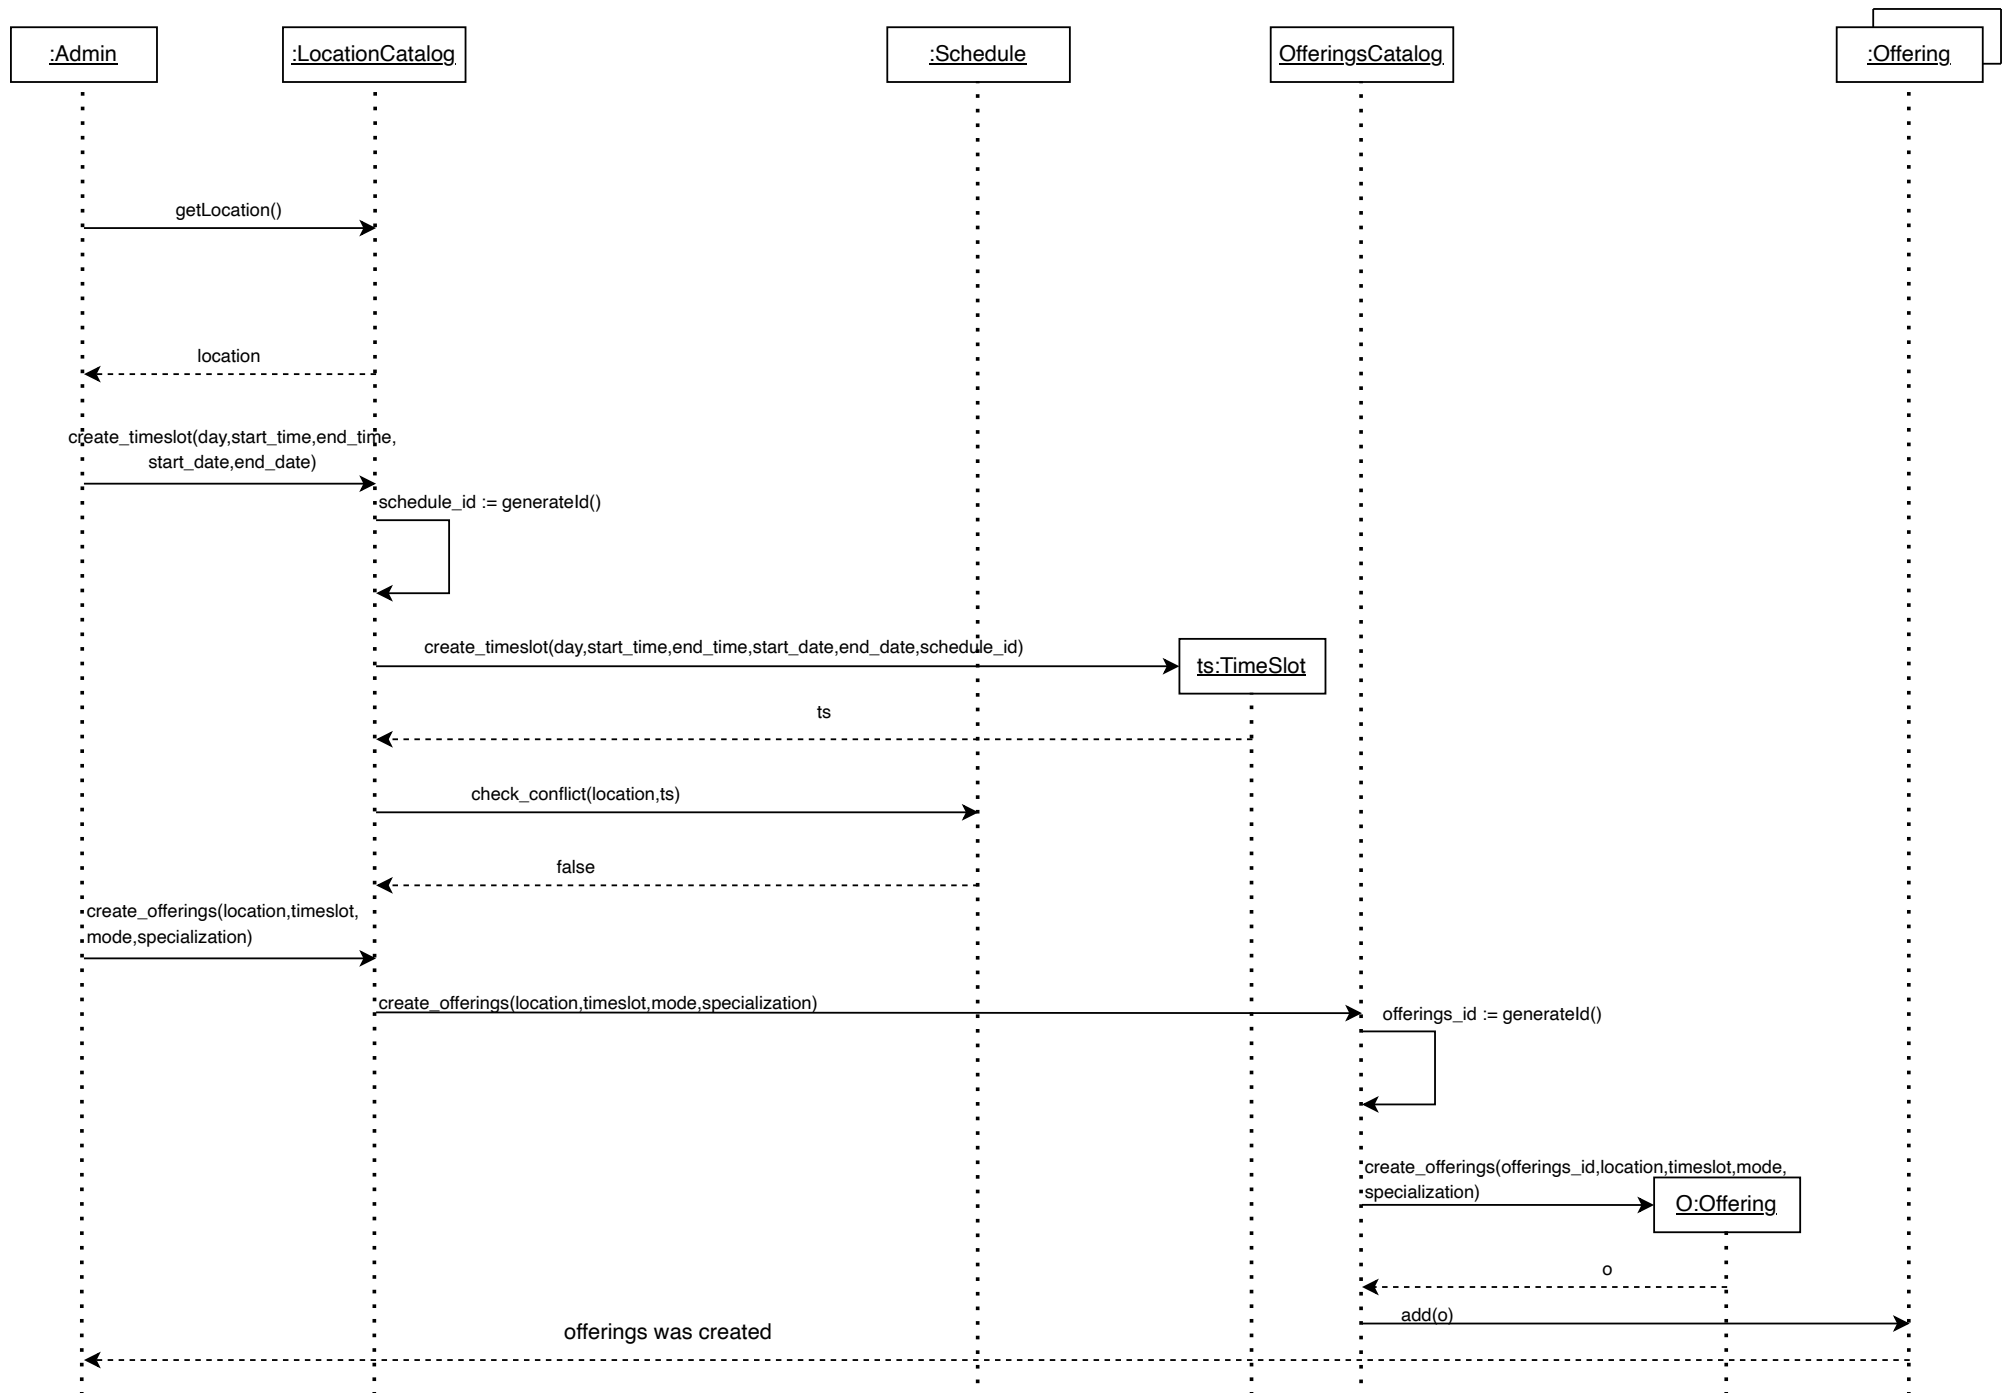 :Admin
:LocationCatalog
:Schedule
OfferingsCatalog
:Offering
getLocation()
location
create_timeslot(day,start_time,end_time,
start_date,end_date)
schedule_id := generateId()
create_timeslot(day,start_time,end_time,start_date,end_date,schedule_id)
ts:TimeSlot
ts
check_conflict(location,ts)
false
create_offerings(location,timeslot,
mode,specialization)
create_offerings(location,timeslot,mode,specialization)
offerings_id := generateId()
create_offerings(offerings_id,location,timeslot,mode,
specialization)
O:Offering
o
add(o)
offerings was created